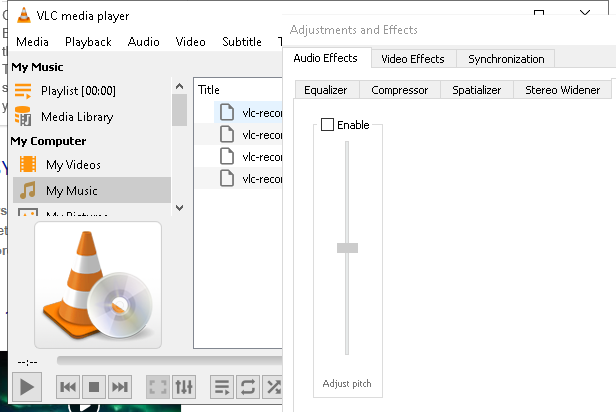 VLC media player
Media Playback Audio Video Subtitle
My Music
Playlist [00:00]
Media Library
My Computer
My Videos
My Music
My Pictures
Title
vlc-recor
vlc-recor
vlc-recor
vlc-recor
--:--
Adjustments and Effects
Audio Effects Video Effects Synchronization
Equalizer Compressor Spatializer Stereo Widener
Enable
Adjust pitch